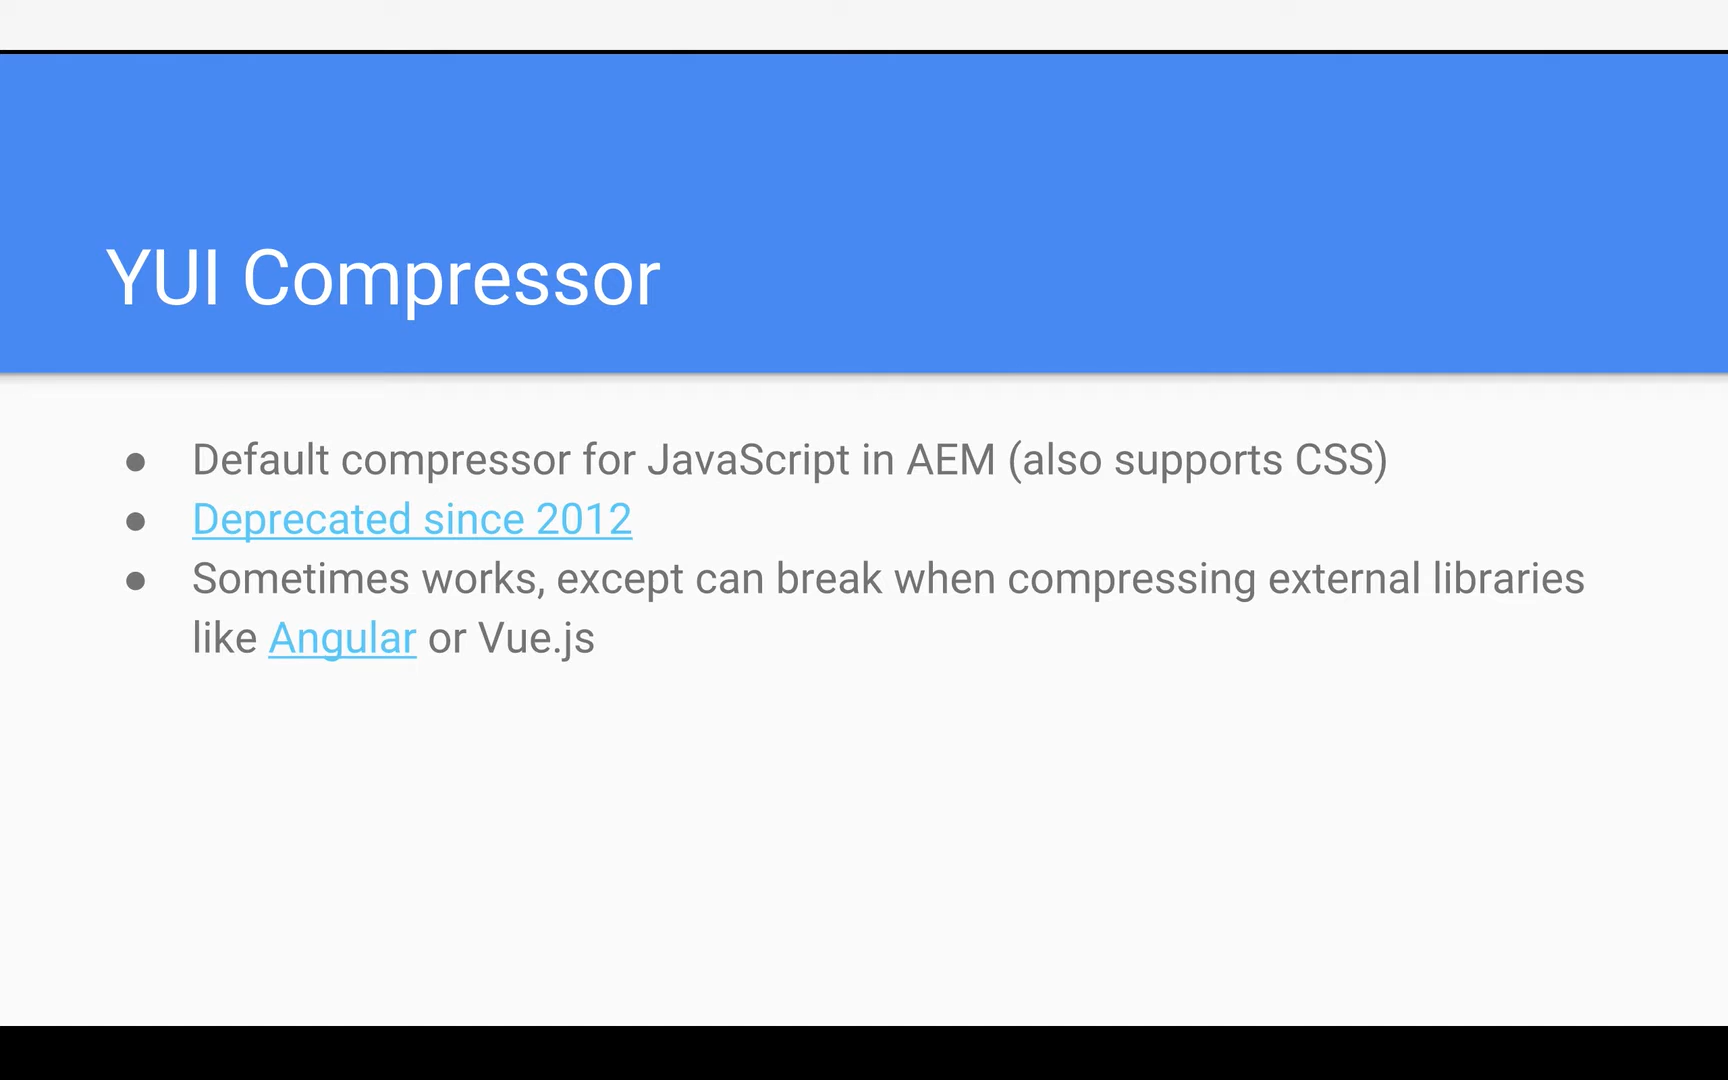 YUI Compressor
● Default compressor for JavaScript in AEM (also supports CSS)
● Deprecated since 2012
● Sometimes works, except can break when compressing external libraries
like Angular or Vue.js